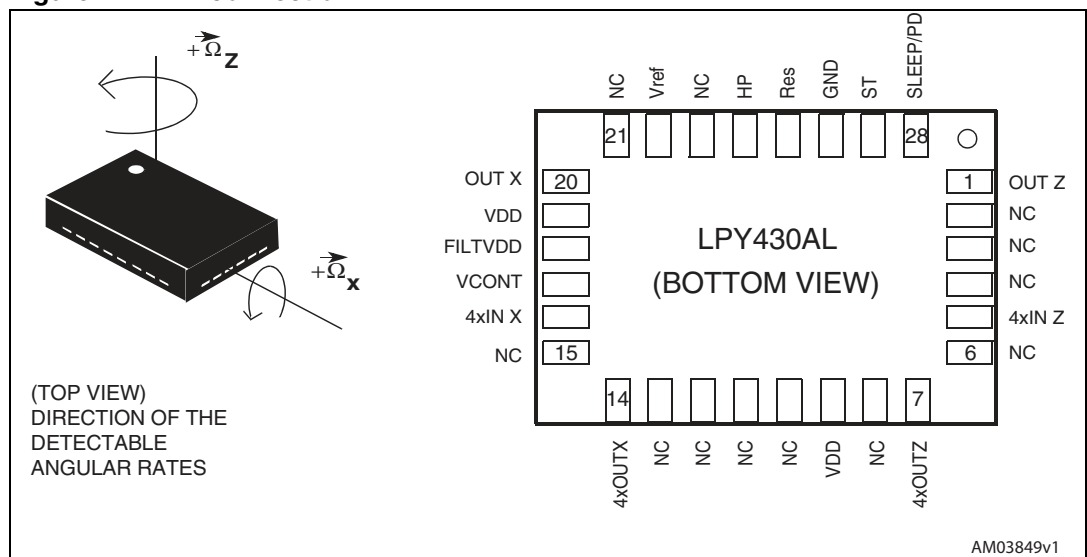 +Ω Z
+Ω x
(TOP VIEW)
DIRECTION OF THE
DETECTABLE
ANGULAR RATES
NC
Vref
NC
HP
Res
GND
ST
SLEEP/PD
21
28
OUT X
20
1
OUT Z
VDD
NC
FILTVDD
NC
VCONT
NC
4xIN X
4xIN Z
NC
15
6
NC
LPY430AL
(BOTTOM VIEW)
14
7
4xOUTX
NC
NC
NC
NC
VDD
NC
4xOUTZ
AM03849v1